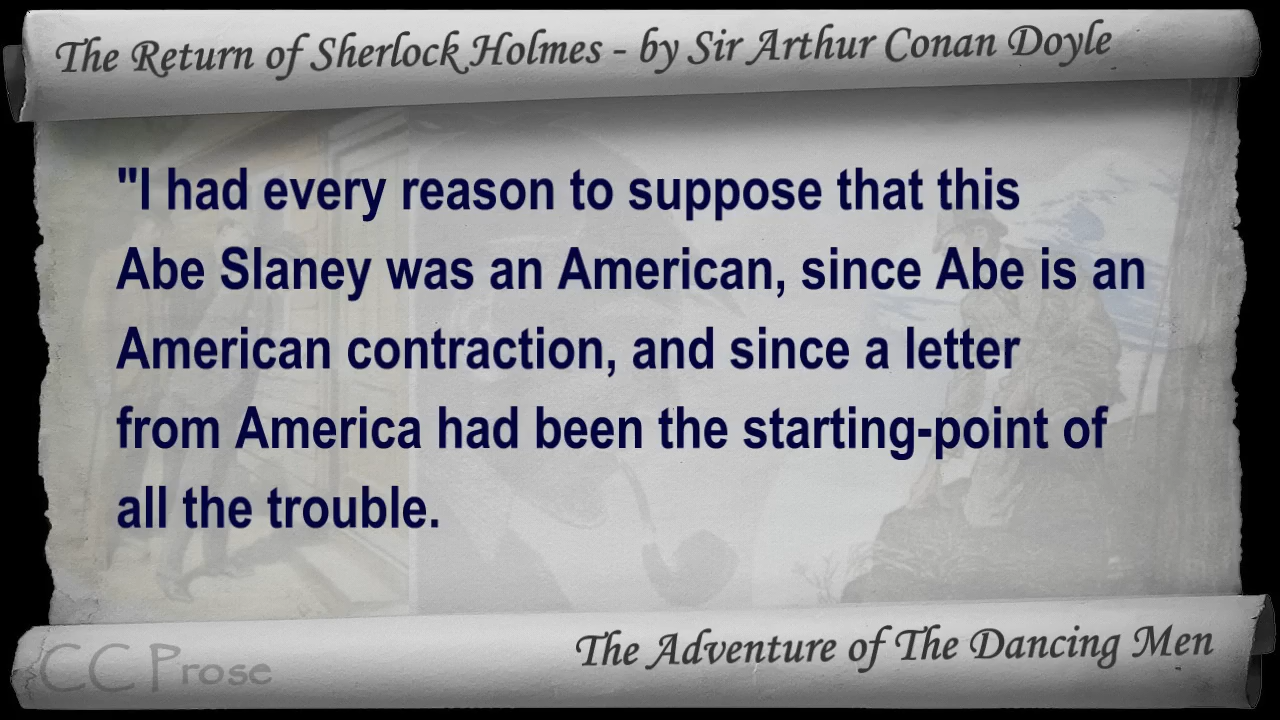 The Return of Sherlock Holmes - by Sir Arthur Conan Doyle
"I had every reason to suppose that this
Abe Slaney was an American, since Abe is an
American contraction, and since a letter
from America had been the starting-point of
all the trouble.
The Adventure of The Dancing Men
CC Prose